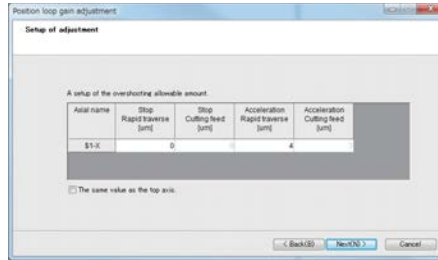 Position loop gain adjustment
Setup of adjustment
A setup of the overshooting allowable amount.
Axial name
Stop Rapid traverse [um]
Stop Cutting feed [um]
Acceleration Rapid traverse [um]
Acceleration Cutting feed [um]
$1-X 0 4
The same value as the top axis.
< Back(B)
Next(N) >
Cancel